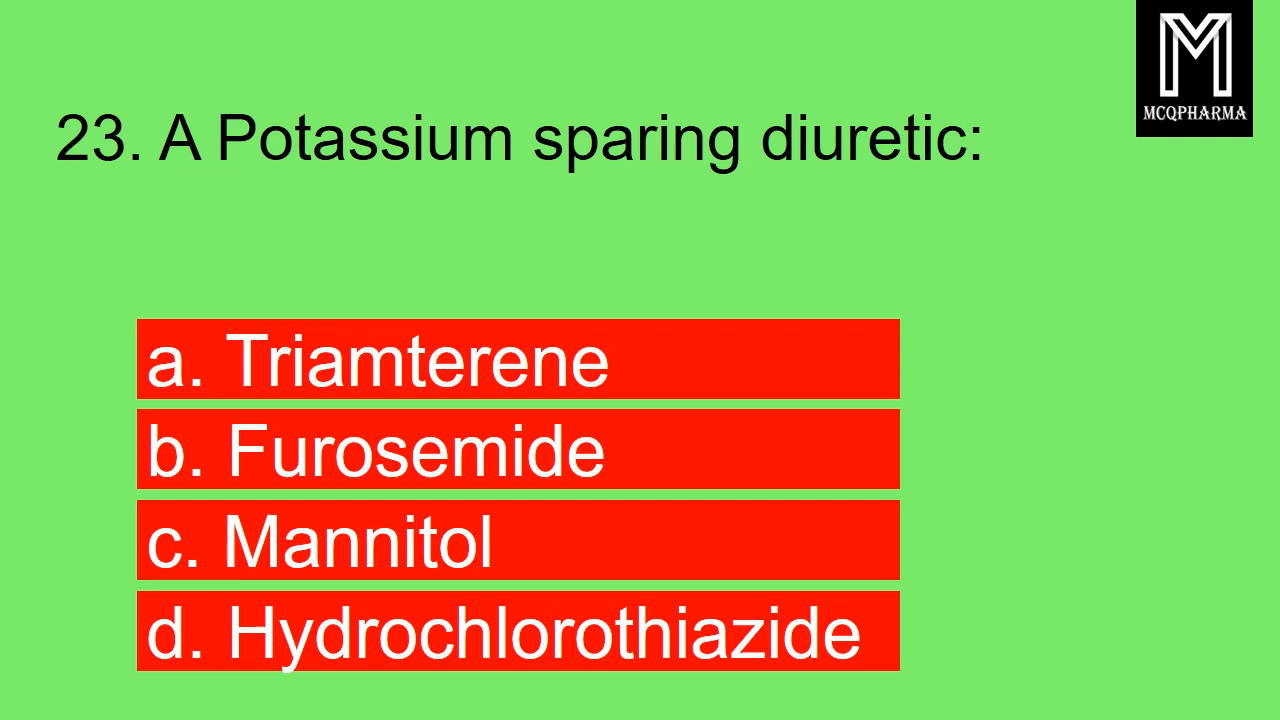 M
MCQPHARMA
23. A Potassium sparing diuretic:
a. Triamterene
b. Furosemide
c. Mannitol
d. Hydrochlorothiazide